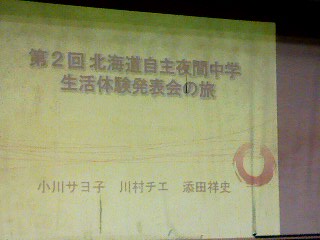 第2回 北海道自主夜間中学
生活体験発表会の旅
小川サヨ子 川村チエ 添田祥史